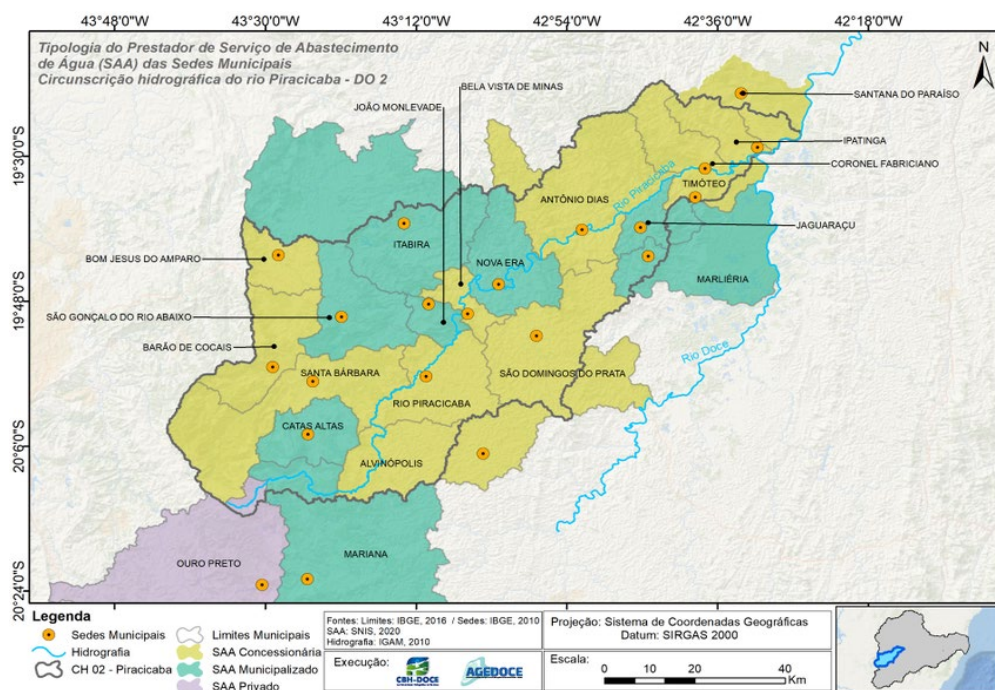 43°48'0"W 43°30'0"W 43°12'0"W 42°54'0"W 42°36'0"W 42°18'0"W
Tipologia do Prestador de Serviço de Abastecimento
de Água (SAA) das Sedes Municipais
Circunscrição hidrográfica do rio Piracicaba - DO 2
N
BELA VISTA DE MINAS
SANTANA DO PARAÍSO
JOÃO MONLEVADE
IPATINGA
19°30'0"S
CORONEL FABRICIANO
Rio Piracicaba
TIMÓTEO
ANTÔNIO DIAS
JAGUARAÇU
ITABIRA
BOM JESUS DO AMPARO
NOVA ERA
MARLIÉRIA
19°48'0"S
SÃO GONÇALO DO RIO ABAIXO
BARÃO DE COCAIS
Rio Doce
SANTA BÁRBARA
SÃO DOMINGOS DO PRATA
RIO PIRACICABA
CATAS ALTAS
20°6'0"S
ALVINÓPOLIS
OURO PRETO
MARIANA
20°24'0"S
Legenda
Sedes Municipais
Hidrografia
CH 02 - Piracicaba
Limites Municipais
SAA Concessionária
SAA Municipalizado
SAA Privado
Fontes: Limites: IBGE, 2016 / Sedes: IBGE, 2010
SAA: SNIS, 2020
Hidrografia: IGAM, 2010
Execução:
CBH-DOCE
AGEDOCE
Projeção: Sistema de Coordenadas Geográficas
Datum: SIRGAS 2000
Escala:
0 10 20 40
Km